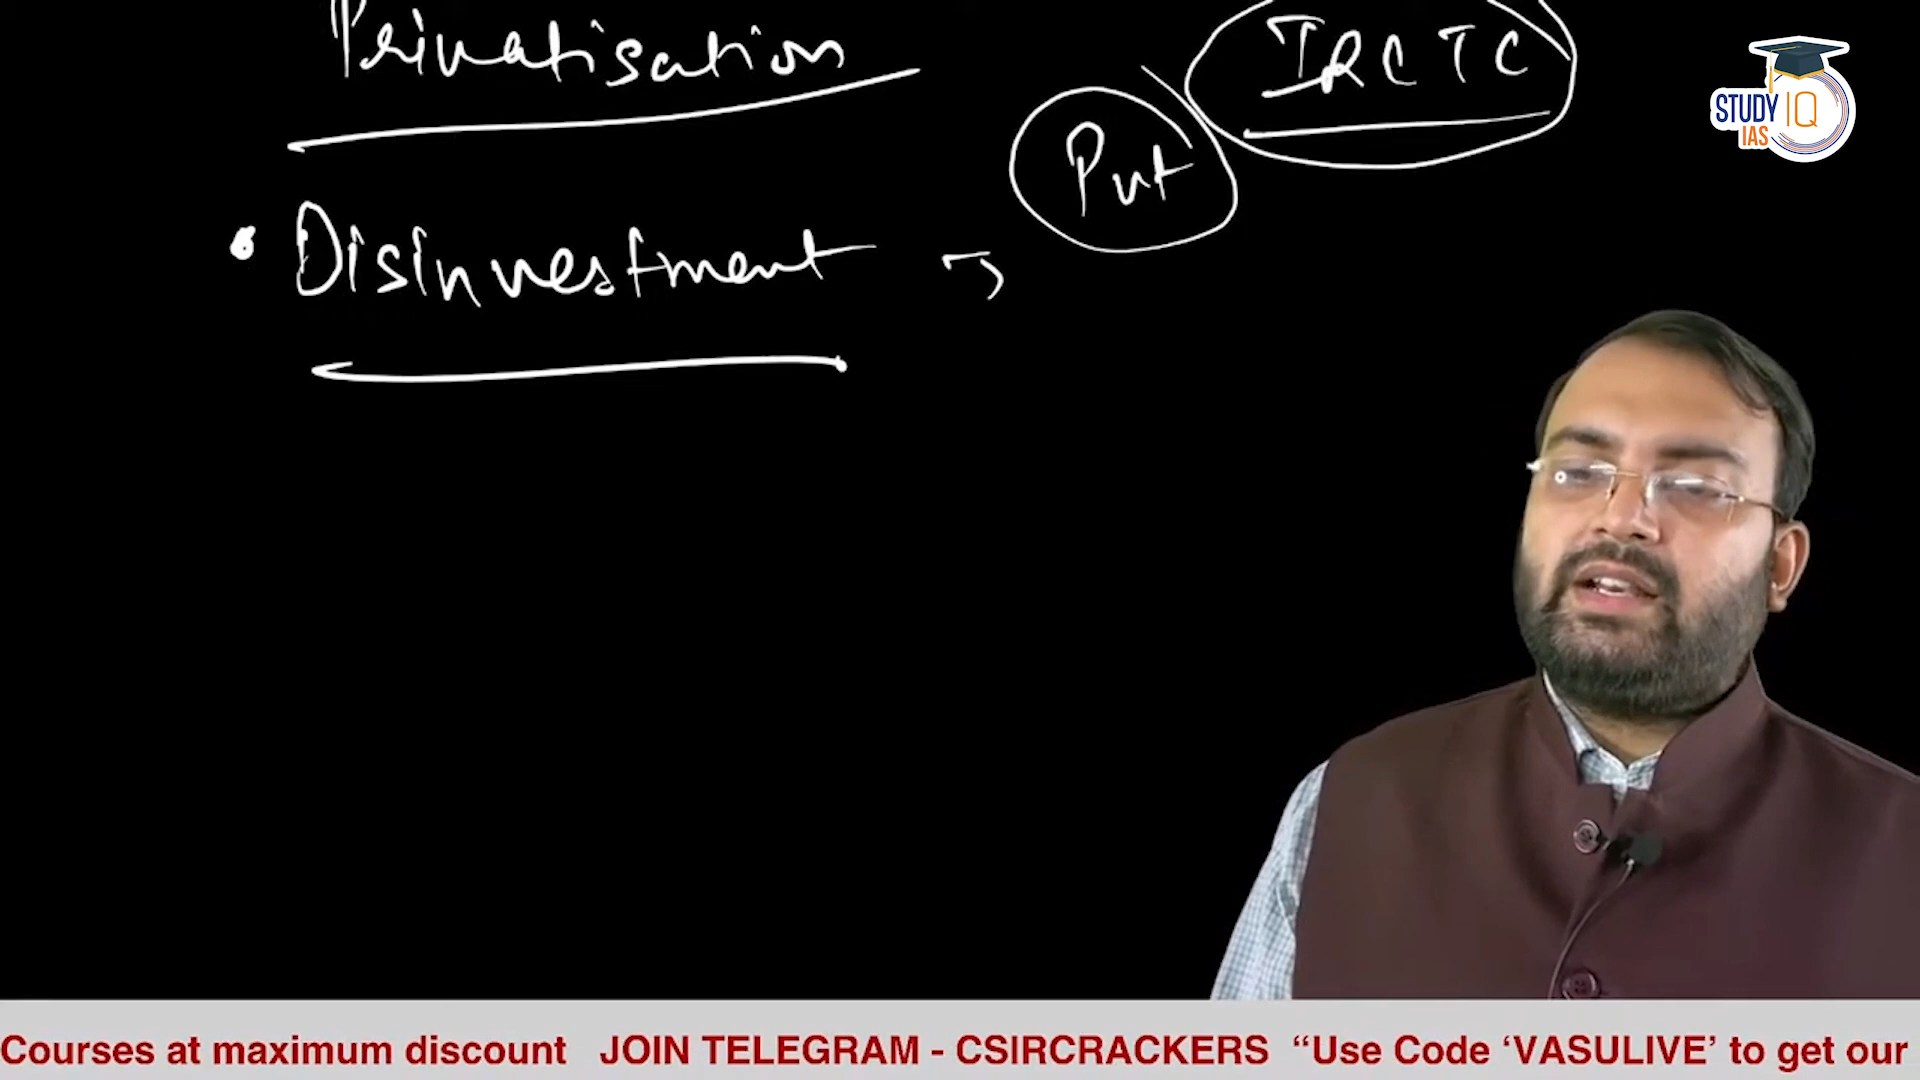 Privatisation
IRCTC
Put
Disinvestment
STUDY IQ
IAS
Courses at maximum discount JOIN TELEGRAM - CSIRCRACKERS “Use Code ‘VASULIVE’ to get our